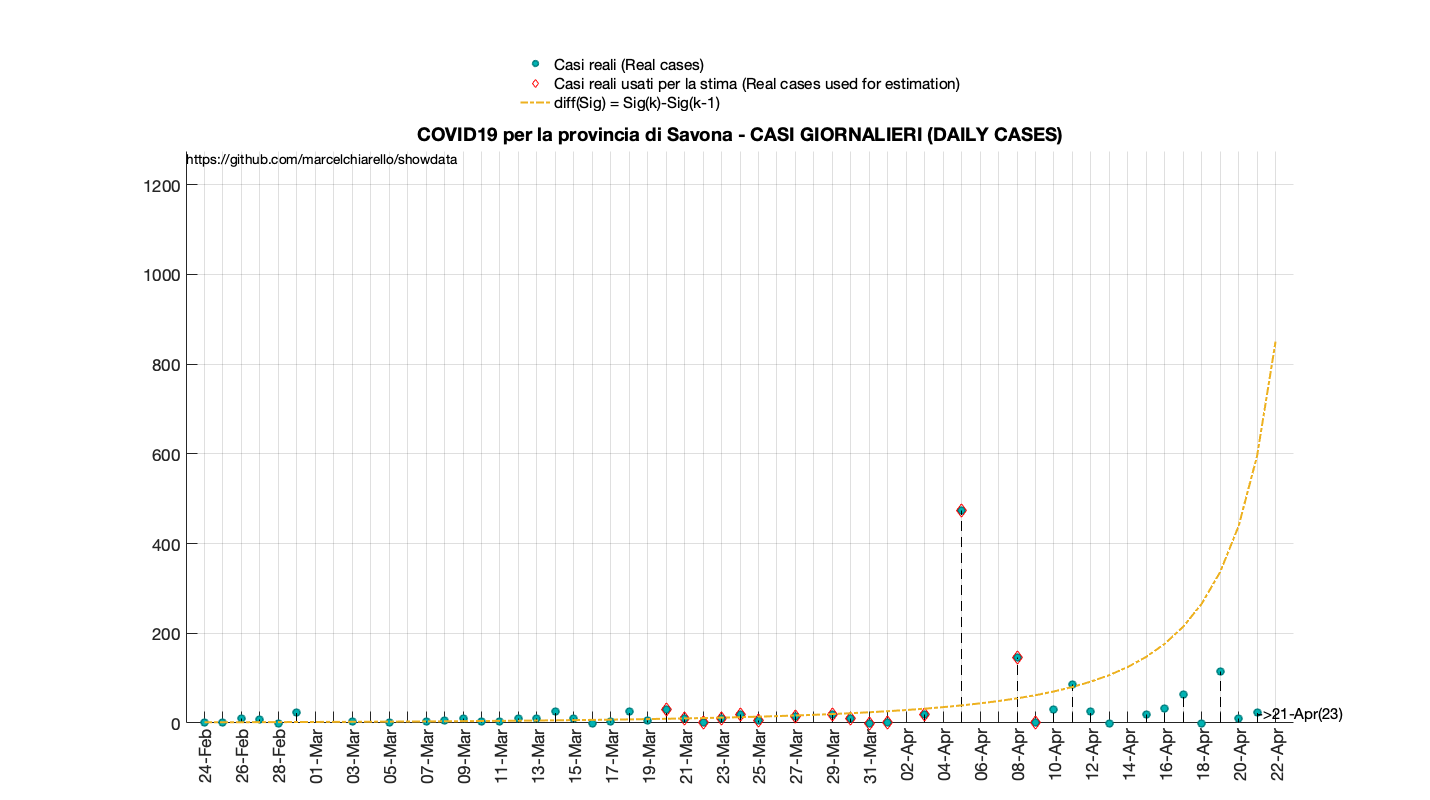 Casi reali (Real cases)
Casi reali usati per la stima (Real cases used for estimation)
diff(Sig) = Sig(k)-Sig(k-1)
COVID19 per la provincia di Savona - CASI GIORNALIERI (DAILY CASES)
https://github.com/marcelchiarello/showdata
1200
1000
800
600
400
200
0
->21-Apr(23)
24-Feb
26-Feb
28-Feb
01-Mar
03-Mar
05-Mar
07-Mar
09-Mar
11-Mar
13-Mar
15-Mar
17-Mar
19-Mar
21-Mar
23-Mar
25-Mar
27-Mar
29-Mar
31-Mar
02-Apr
04-Apr
06-Apr
08-Apr
10-Apr
12-Apr
14-Apr
16-Apr
18-Apr
20-Apr
22-Apr